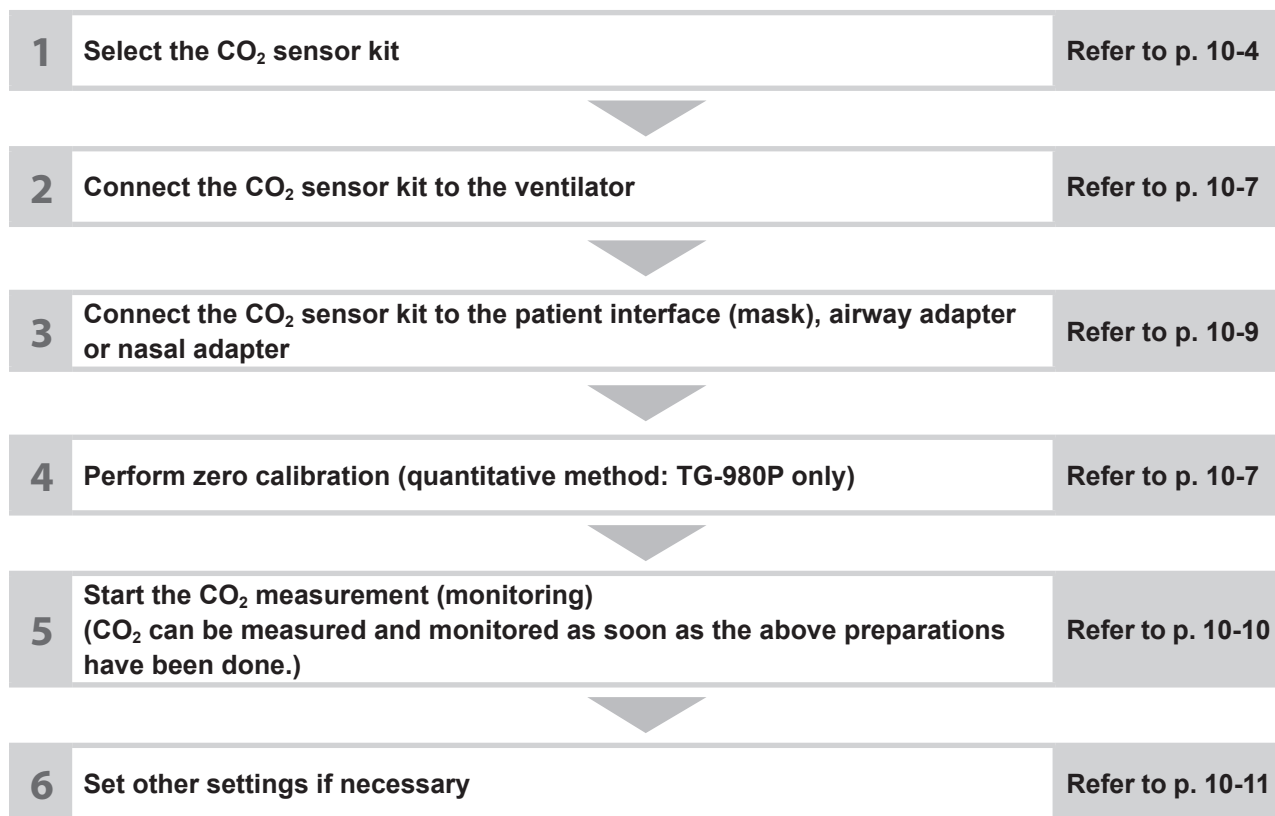 1 Select the CO₂ sensor kit Refer to p. 10-4
2 Connect the CO₂ sensor kit to the ventilator Refer to p. 10-7
3 Connect the CO₂ sensor kit to the patient interface (mask), airway adapter
or nasal adapter Refer to p. 10-9
4 Perform zero calibration (quantitative method: TG-980P only) Refer to p. 10-7
5 Start the CO₂ measurement (monitoring)
(CO₂ can be measured and monitored as soon as the above preparations
have been done.) Refer to p. 10-10
6 Set other settings if necessary Refer to p. 10-11